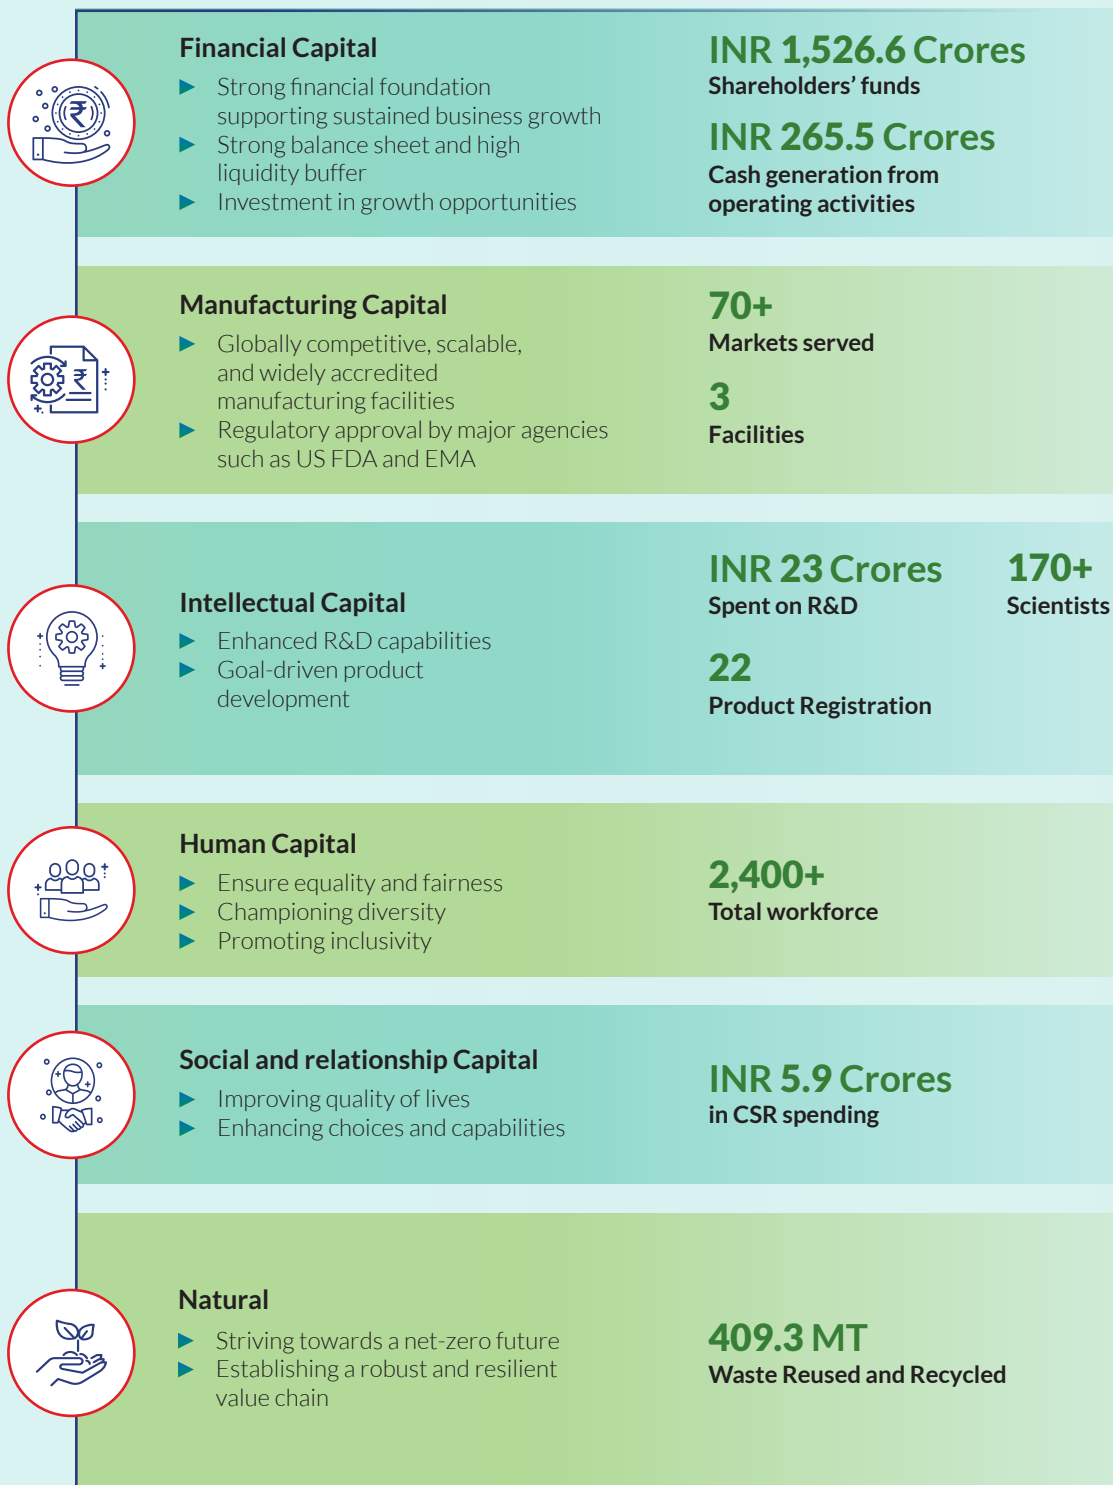 Financial Capital
► Strong financial foundation
supporting sustained business growth
► Strong balance sheet and high
liquidity buffer
► Investment in growth opportunities
INR 1,526.6 Crores
Shareholders’ funds
INR 265.5 Crores
Cash generation from
operating activities
Manufacturing Capital
► Globally competitive, scalable,
and widely accredited
manufacturing facilities
► Regulatory approval by major agencies
such as US FDA and EMA
70+
Markets served
3
Facilities
Intellectual Capital
► Enhanced R&D capabilities
► Goal-driven product
development
INR 23 Crores
Spent on R&D
170+
Scientists
22
Product Registration
Human Capital
► Ensure equality and fairness
► Championing diversity
► Promoting inclusivity
2,400+
Total workforce
Social and relationship Capital
► Improving quality of lives
► Enhancing choices and capabilities
INR 5.9 Crores
in CSR spending
Natural
► Striving towards a net-zero future
► Establishing a robust and resilient
value chain
409.3 MT
Waste Reused and Recycled